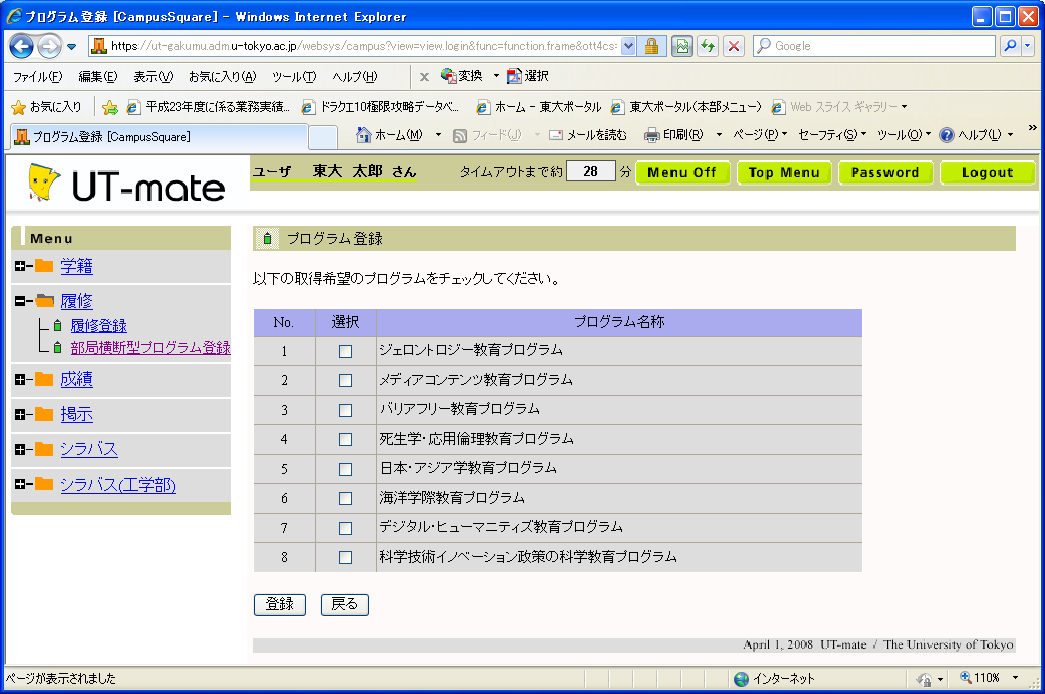 プログラム登録 [CampusSquare] - Windows Internet Explorer
https://ut-gakumu.adm.u-tokyo.ac.jp/websys/campus?view=view.login&func=function.frame&ott4cs=
Google
ファイル(F) 編集(E) 表示(V) お気に入り(A) ツール(T) ヘルプ(H) x 変換 選択
お気に入り 平成23年度に係る業務実績... ドラクエ10極限攻略データベ... ホーム - 東大ポータル 東大ポータル(本部メニュー) Web スライス ギャラリー
プログラム登録 [CampusSquare] ホーム(M) フィード(J) メールを読む 印刷(R) ページ(P) セーフティ(S) ツール(O) ヘルプ(L) »
UT-mate
ユーザ 東大 太郎 さん タイムアウトまで約 28 分 Menu Off Top Menu Password Logout
Menu
学籍
履修
履修登録
部局横断型プログラム登録
成績
掲示
シラバス
シラバス(工学部)
プログラム登録
以下の取得希望のプログラムをチェックしてください。
No. 選択 プログラム名称
1 ジェロントロジー教育プログラム
2 メディアコンテンツ教育プログラム
3 バリアフリー教育プログラム
4 死生学・応用倫理教育プログラム
5 日本・アジア学教育プログラム
6 海洋学際教育プログラム
7 デジタル・ヒューマニティズ教育プログラム
8 科学技術イノベーション政策の科学教育プログラム
登録 戻る
April 1, 2008 UT-mate / The University of Tokyo
ページが表示されました インターネット 110%